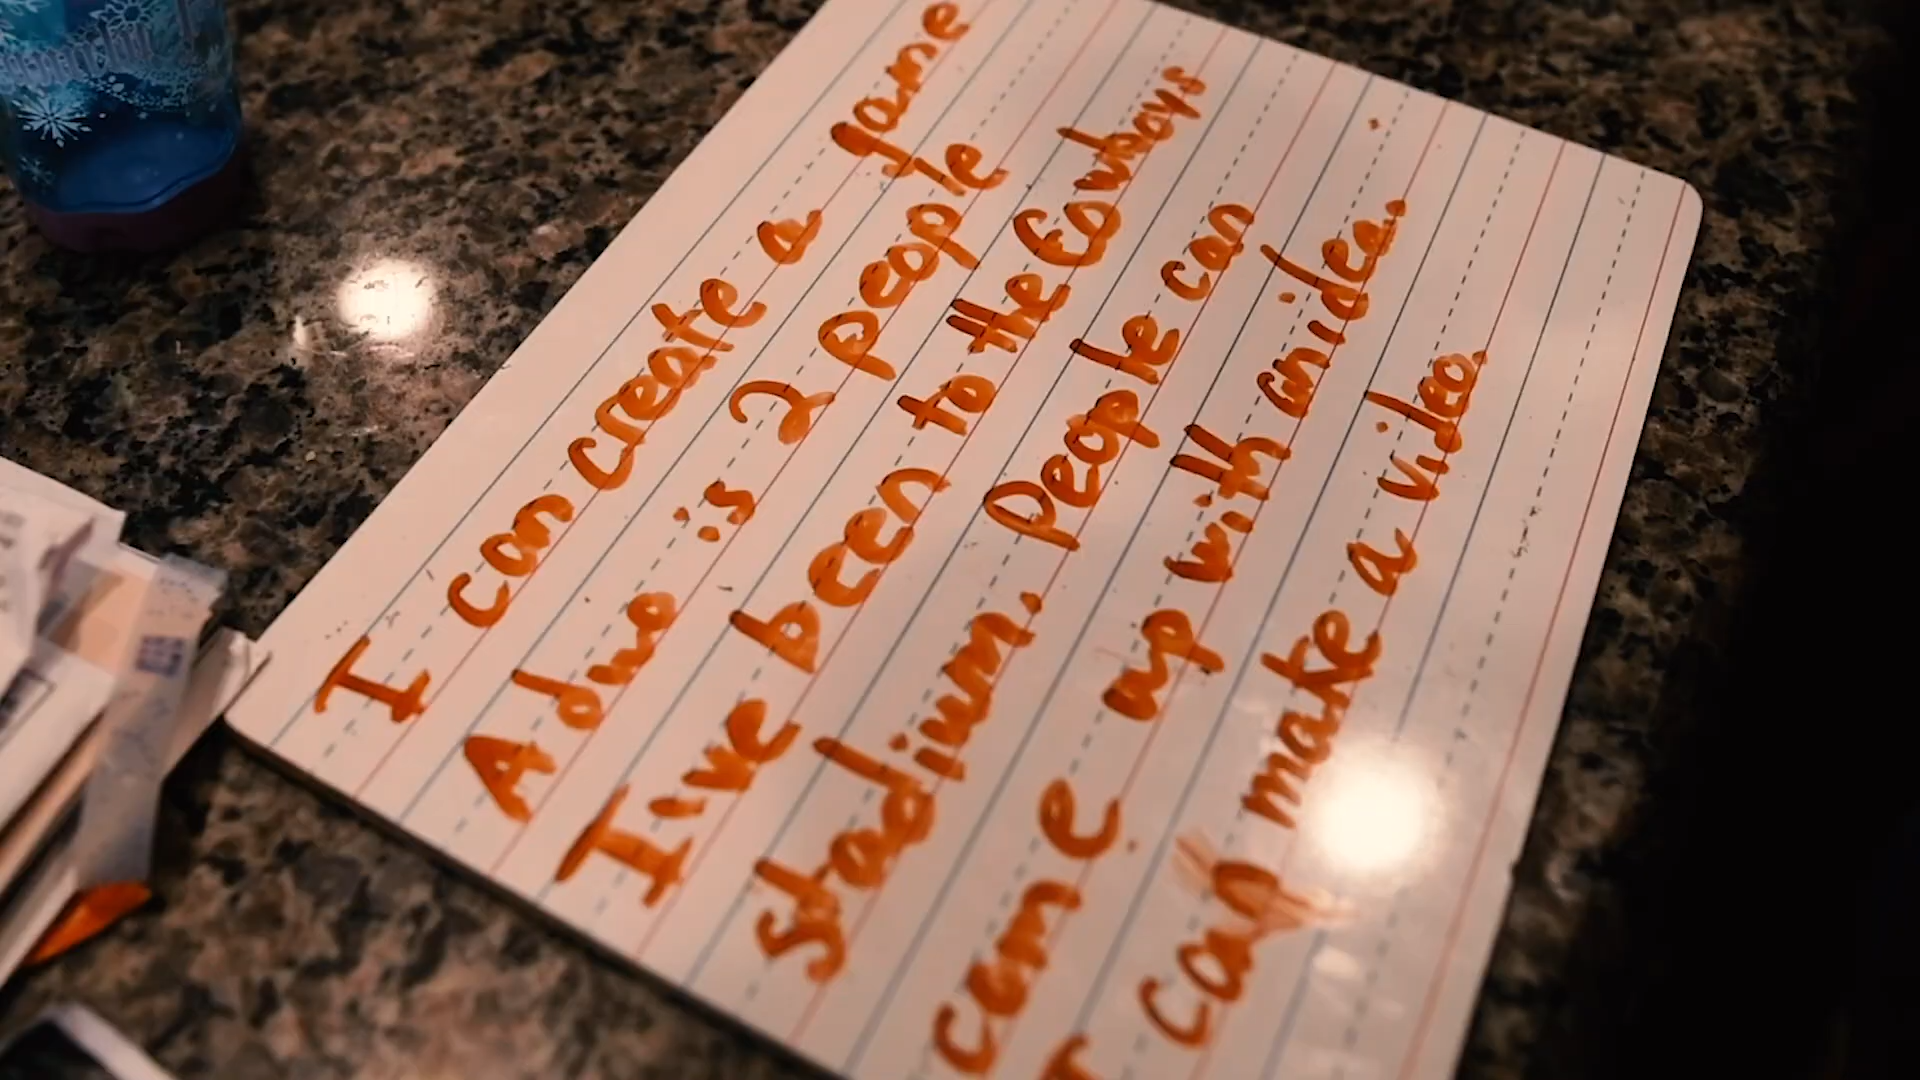 I can create a game
A duo is 2 people
I've been to the Cowboys
stadium. People can
come up with an idea.
I can make a video.